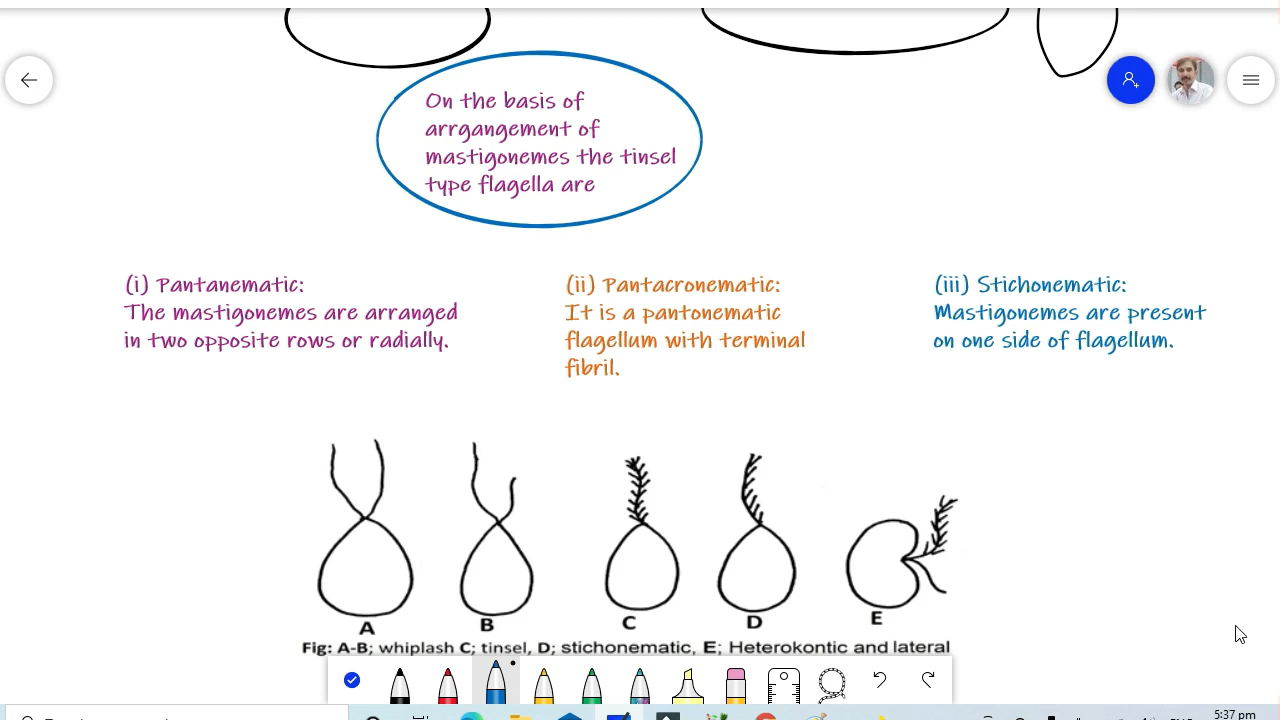 On the basis of
arrgangement of
mastigonemes the tinsel
type flagella are
(i) Pantanematic:
The mastigonemes are arranged
in two opposite rows or radially.
(ii) Pantacronematic:
It is a pantonematic
flagellum with terminal
fibril.
(iii) Stichonematic:
Mastigonemes are present
on one side of flagellum.
A
B
C
D
E
Fig: A-B; whiplash C; tinsel, D; stichonematic, E; Heterokontic and lateral
5:37 pm